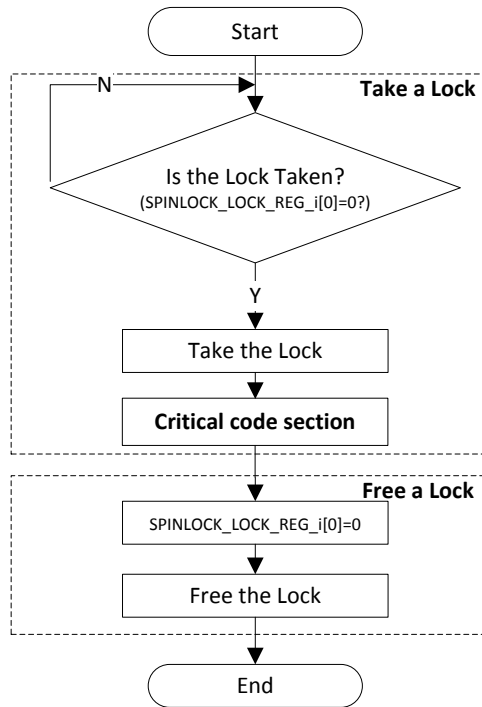 Start
N
Take a Lock
Is the Lock Taken?
(SPINLOCK_LOCK_REG_i[0]=0?)
Y
Take the Lock
Critical code section
Free a Lock
SPINLOCK_LOCK_REG_i[0]=0
Free the Lock
End